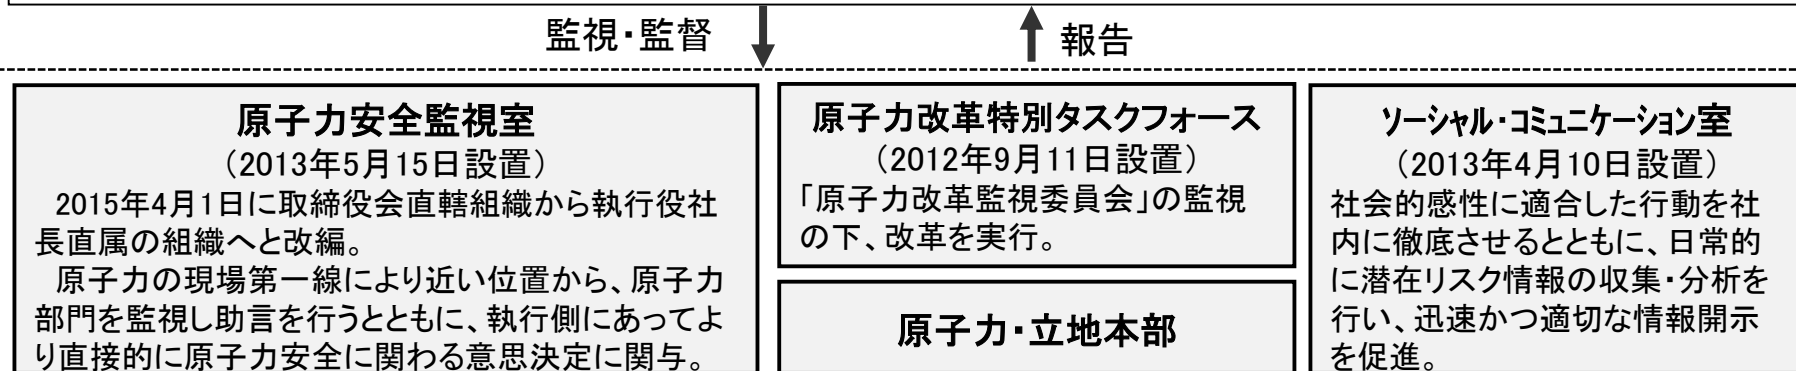 監視・監督
報告
原子力安全監視室
（2013年5月15日設置）
2015年4月1日に取締役会直轄組織から執行役社
長直属の組織へと改編。
原子力の現場第一線により近い位置から、原子力
部門を監視し助言を行うとともに、執行側にあってよ
り直接的に原子力安全に関わる意思決定に関与。
原子力改革特別タスクフォース
（2012年9月11日設置）
「原子力改革監視委員会」の監視
の下、改革を実行。
原子力・立地本部
ソーシャル・コミュニケーション室
（2013年4月10日設置）
社会的感性に適合した行動を社
内に徹底させるとともに、日常的
に潜在リスク情報の収集・分析を
行い、迅速かつ適切な情報開示
を促進。